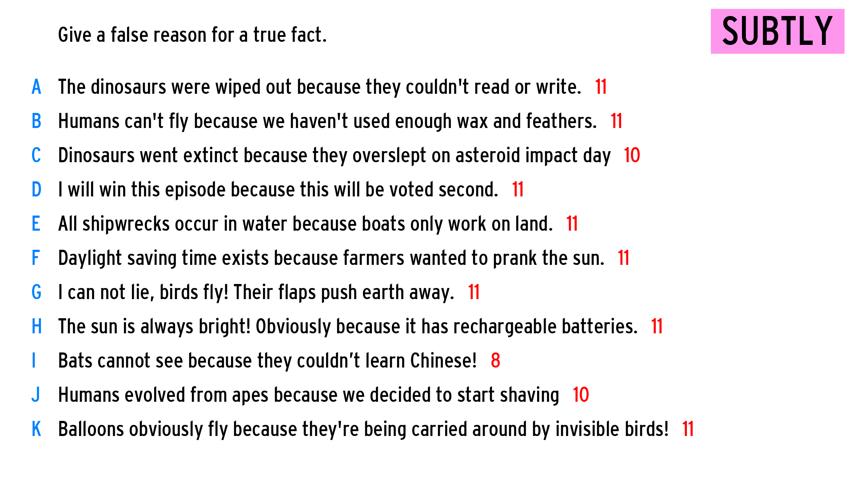 Give a false reason for a true fact.
SUBTLY
A The dinosaurs were wiped out because they couldn't read or write. 11
B Humans can't fly because we haven't used enough wax and feathers. 11
C Dinosaurs went extinct because they overslept on asteroid impact day 10
D I will win this episode because this will be voted second. 11
E All shipwrecks occur in water because boats only work on land. 11
F Daylight saving time exists because farmers wanted to prank the sun. 11
G I can not lie, birds fly! Their flaps push earth away. 11
H The sun is always bright! Obviously because it has rechargeable batteries. 11
I Bats cannot see because they couldn’t learn Chinese! 8
J Humans evolved from apes because we decided to start shaving 10
K Balloons obviously fly because they're being carried around by invisible birds! 11